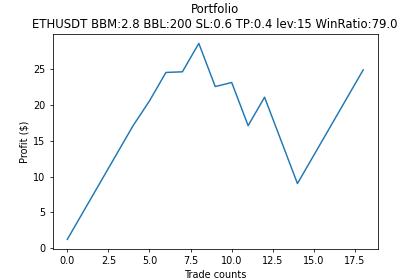 Portfolio
ETHUSDT BBM:2.8 BBL:200 SL:0.6 TP:0.4 lev:15 WinRatio:79.0
25
20
15
10
5
0
Profit ($)
0.0 2.5 5.0 7.5 10.0 12.5 15.0 17.5
Trade counts